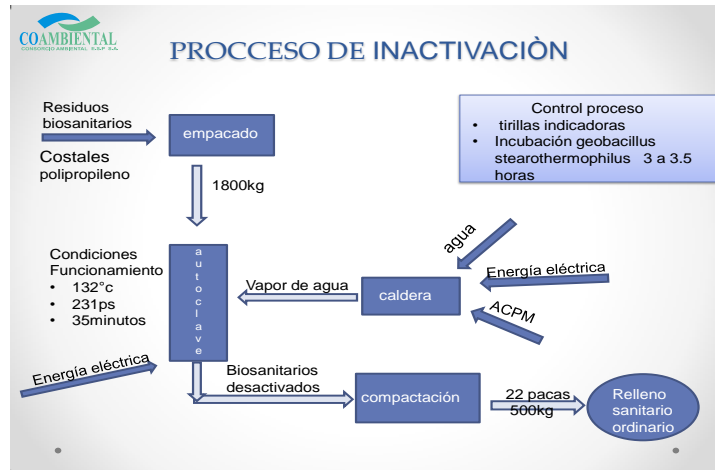 COAMBIENTAL
CONSORCIO AMBIENTAL E.S.P S.A.
PROCCESO DE INACTIVACIÒN
Residuos
biosanitarios
Costales
polipropileno
empacado
Control proceso
• tirillas indicadoras
• Incubación geobacillus
stearothermophilus 3 a 3.5
horas
1800kg
Condiciones
Funcionamiento
• 132°c
• 231ps
• 35minutos
autoclave
Vapor de agua
caldera
agua
Energía eléctrica
ACPM
Energía eléctrica
Biosanitarios
desactivados
compactación
22 pacas
500kg
Relleno
sanitario
ordinario